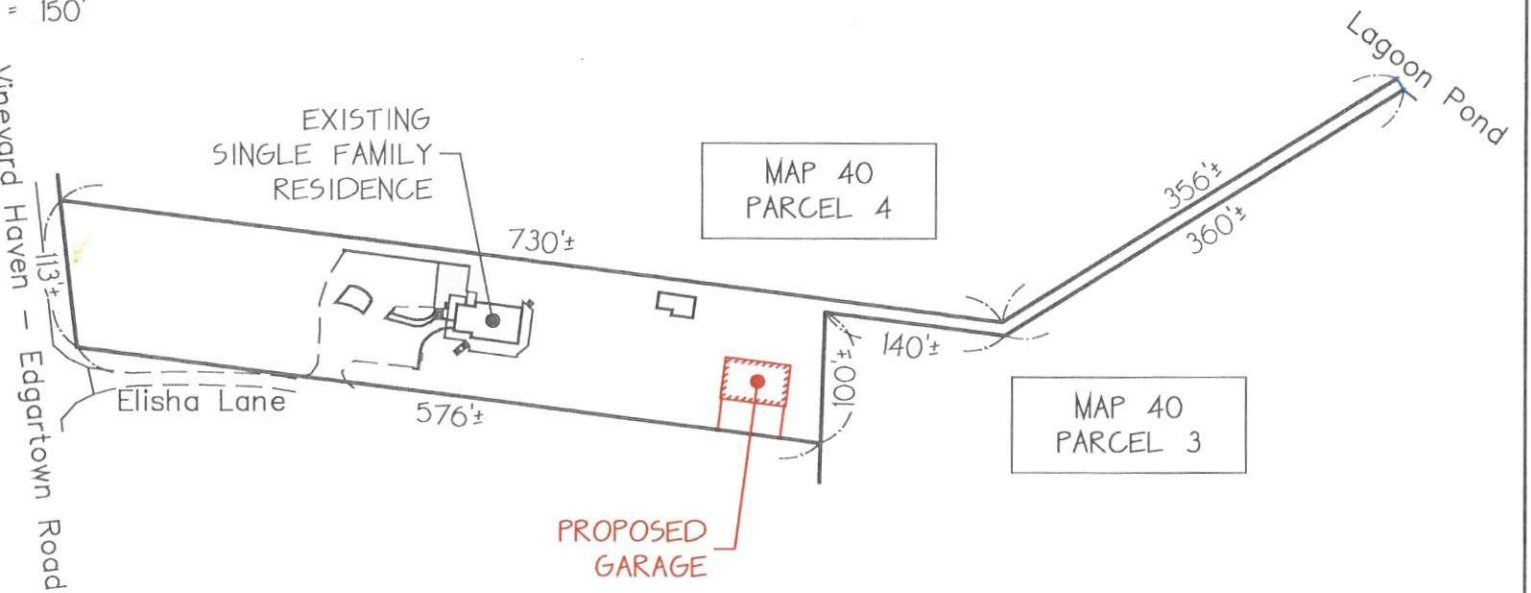 = 150'
Lagoon Pond
EXISTING
SINGLE FAMILY
RESIDENCE
MAP 40
PARCEL 4
356'±
360'±
730'±
Vineyard Haven – Edgartown Road
113'±
140'±
100'±
Elisha Lane
576'±
MAP 40
PARCEL 3
PROPOSED
GARAGE